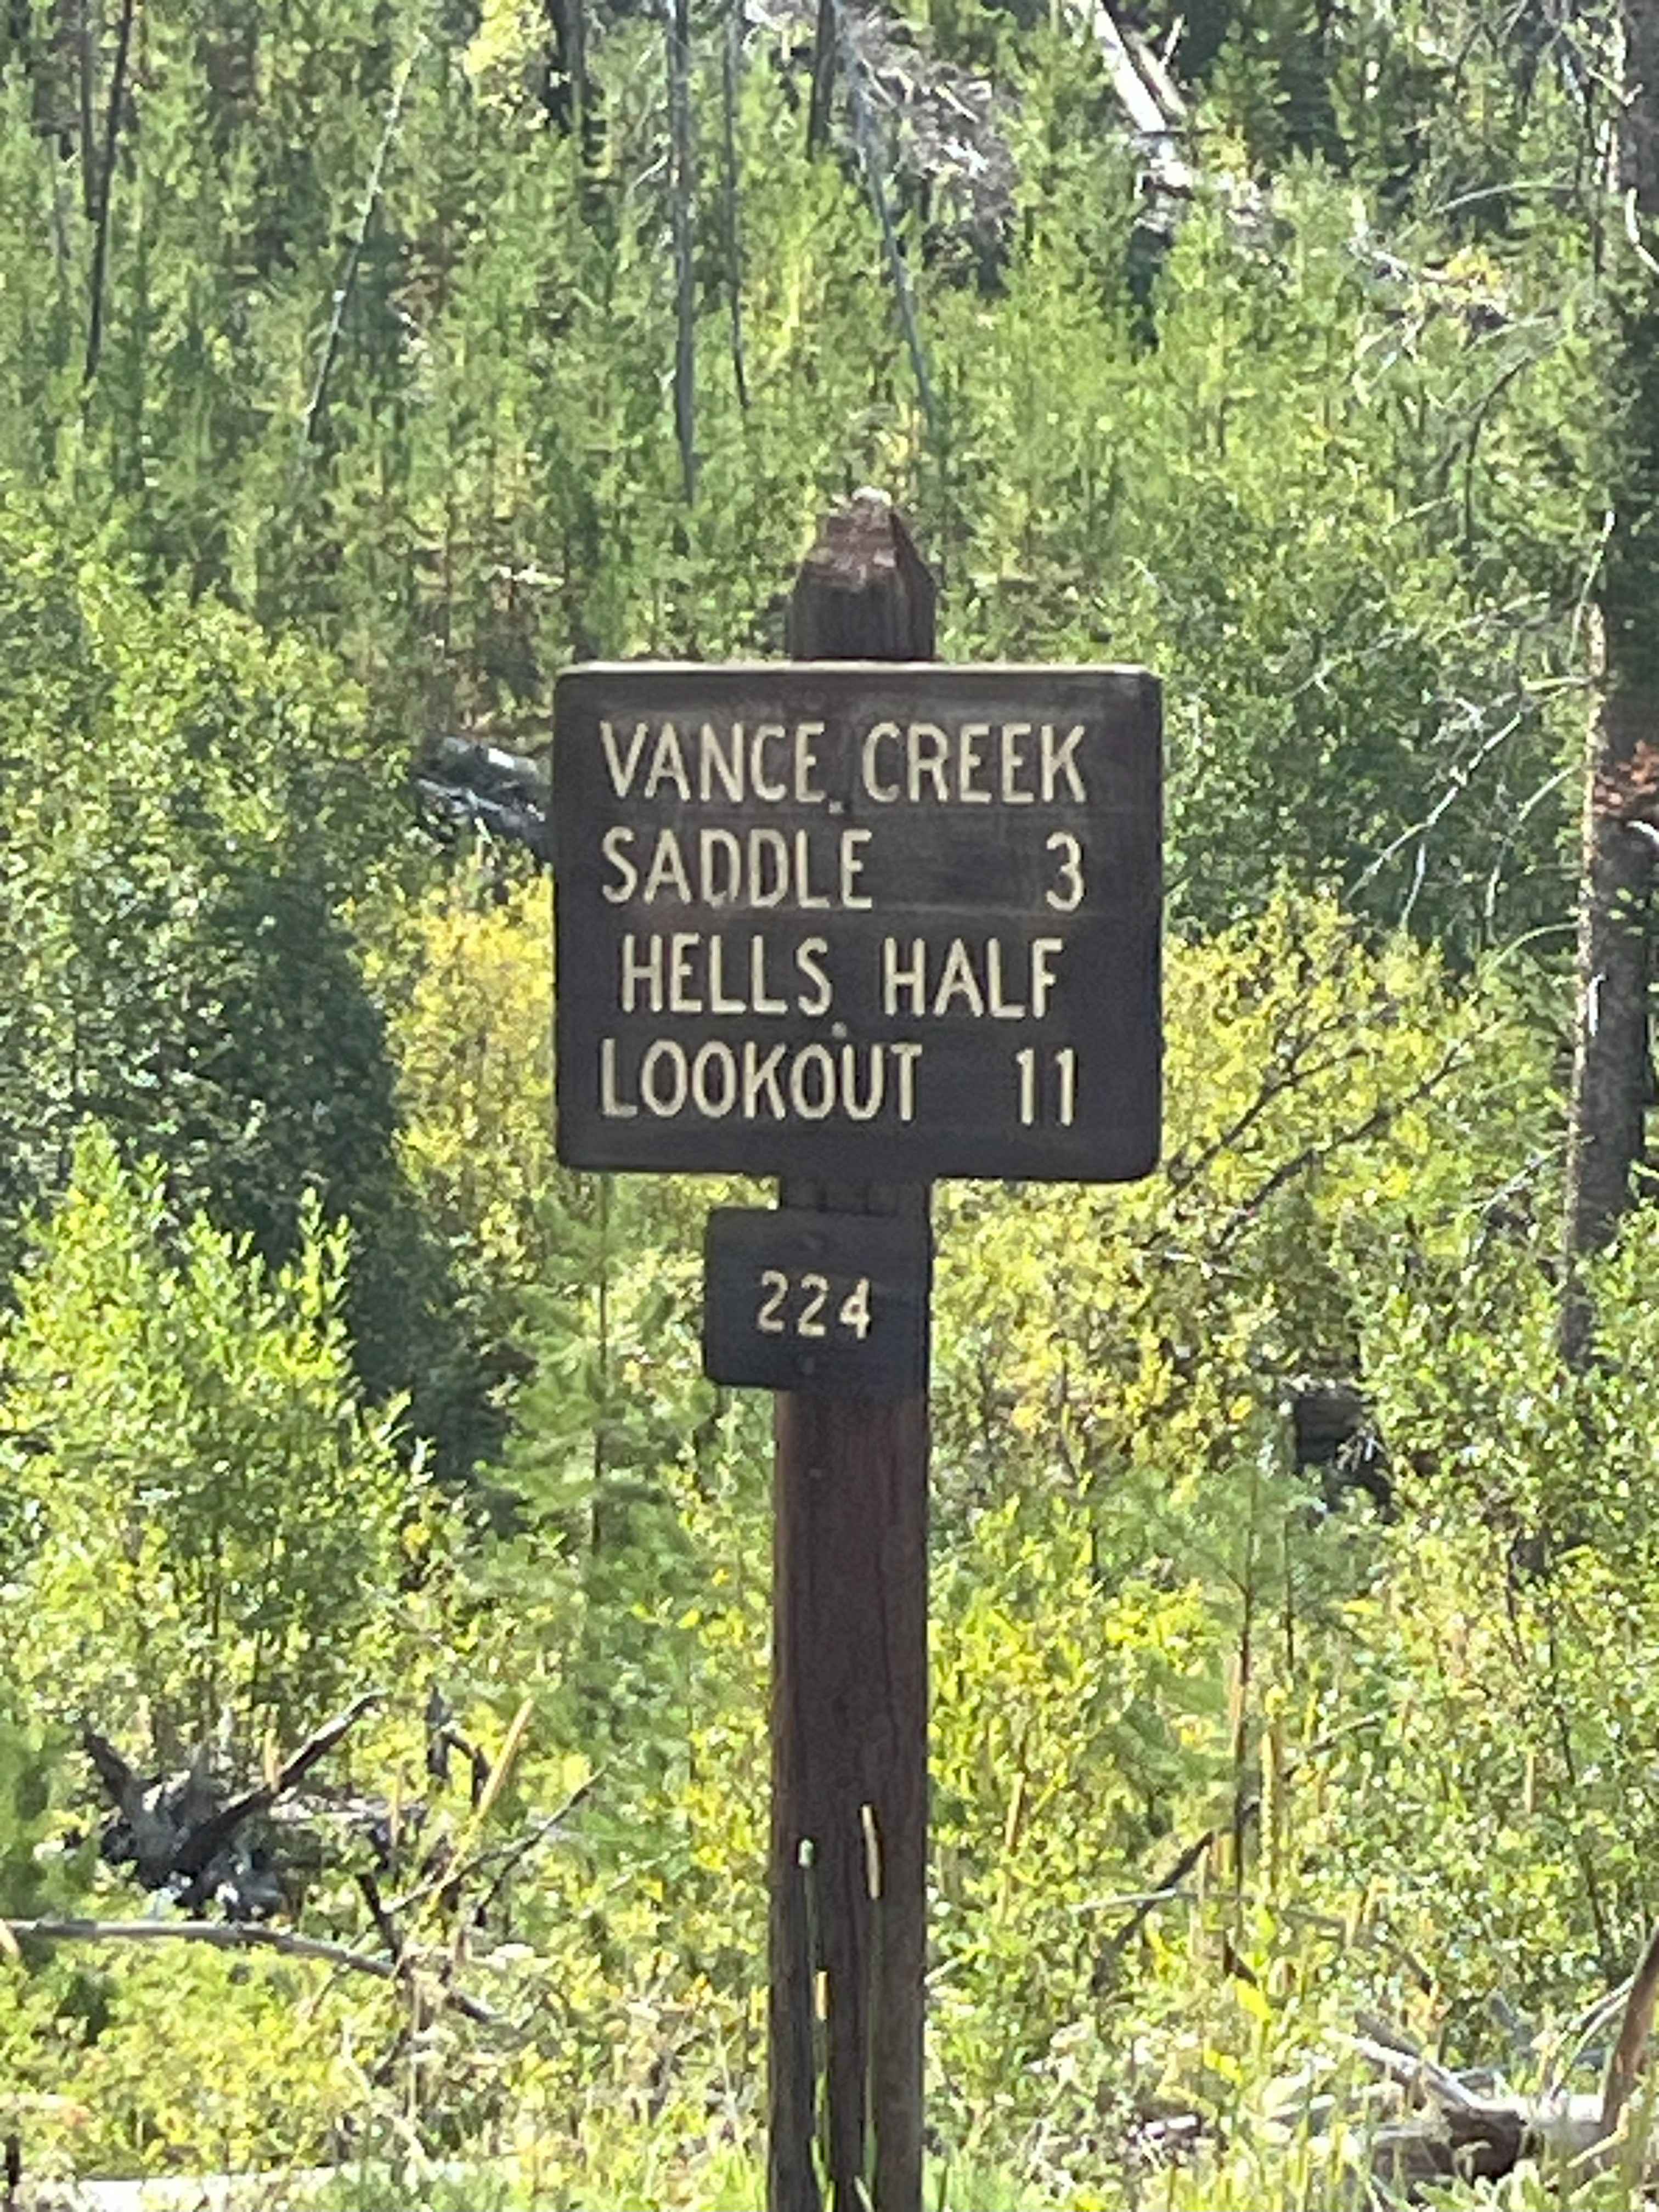 VANCE CREEK
SADDLE 3
HELLS HALF
LOOKOUT 11
224